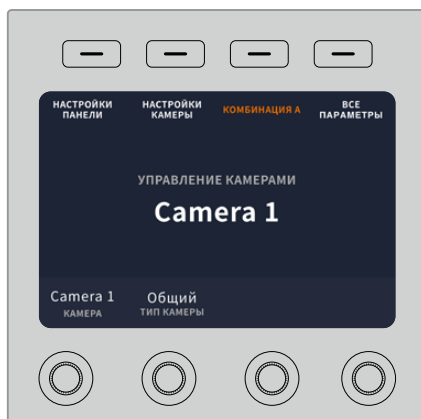 НАСТРОЙКИ ПАНЕЛИ
НАСТРОЙКИ КАМЕРЫ
КОМБИНАЦИЯ A
ВСЕ ПАРАМЕТРЫ
УПРАВЛЕНИЕ КАМЕРАМИ
Camera 1
Camera 1
КАМЕРА
Общий
ТИП КАМЕРЫ